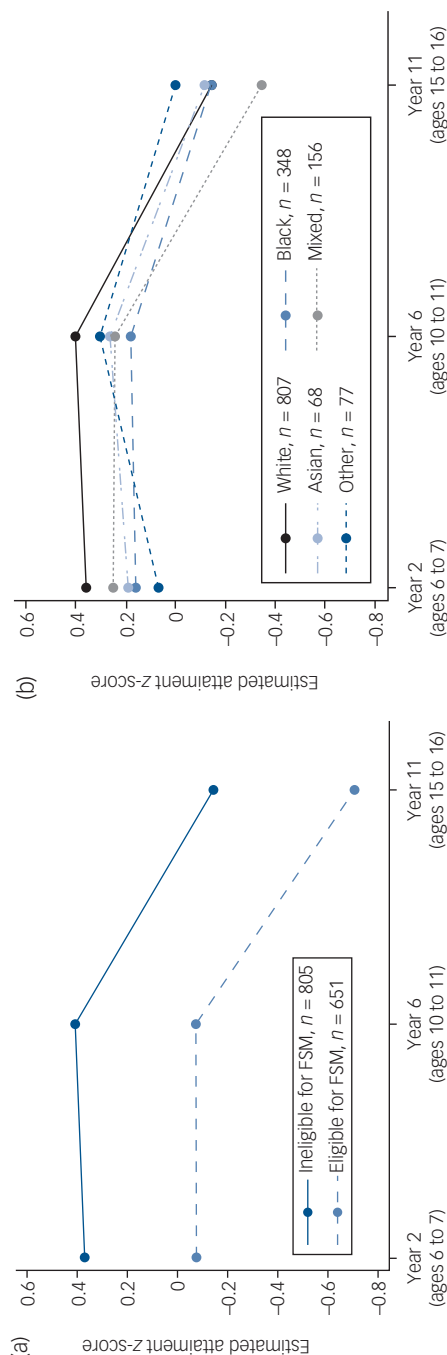 (a)
Estimated attaiment z-score
0.6
0.4
0.2
0
–0.2
–0.4
–0.6
–0.8
Ineligible for FSM, n = 805
Eligible for FSM, n = 651
Year 2
(ages 6 to 7)
Year 6
(ages 10 to 11)
Year 11
(ages 15 to 16)
(b)
Estimated attaiment z-score
0.6
0.4
0.2
0
–0.2
–0.4
–0.6
–0.8
White, n = 807
Black, n = 348
Asian, n = 68
Mixed, n = 156
Other, n = 77
Year 2
(ages 6 to 7)
Year 6
(ages 10 to 11)
Year 11
(ages 15 to 16)